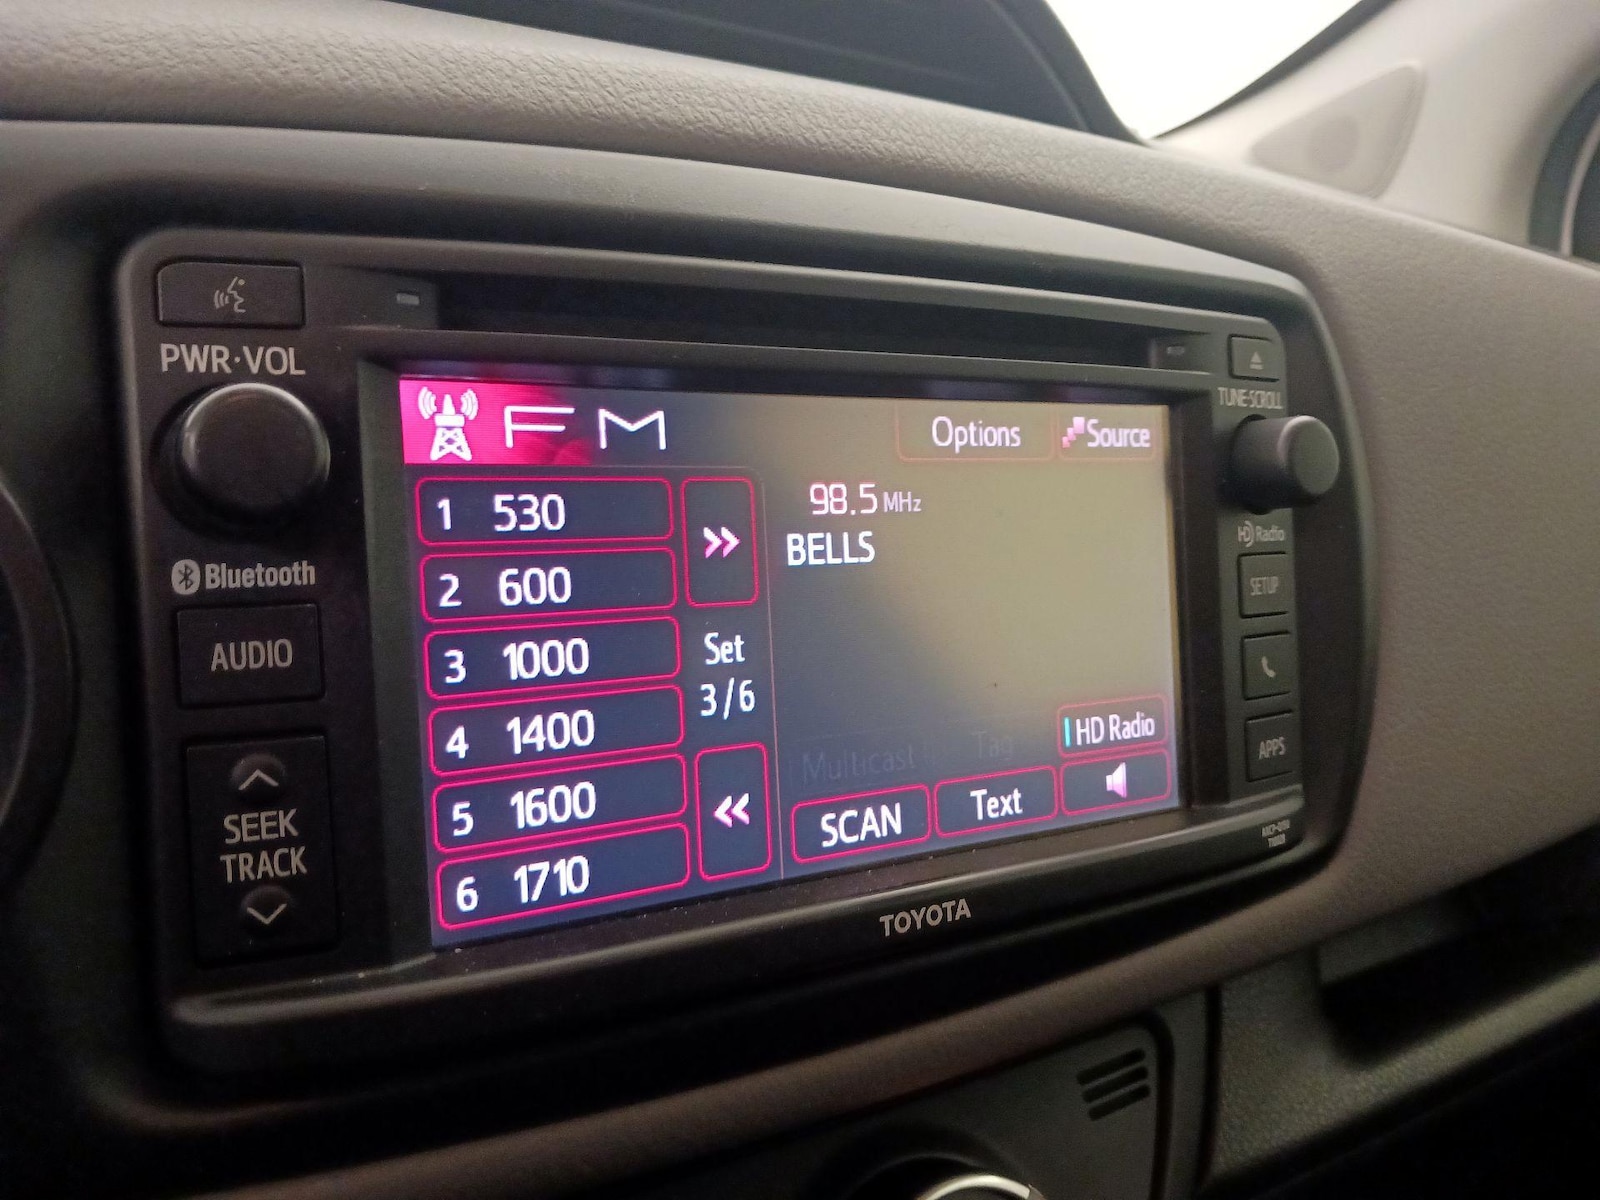 PWR·VOL
Bluetooth
AUDIO
SEEK
TRACK
FM
Options
Source
1 530
2 600
3 1000
4 1400
5 1600
6 1710
Set
3/6
98.5 MHz
BELLS
Multicast
Tag
HD Radio
SCAN
Text
TOYOTA
TUNE·SCROLL
HD Radio
SETUP
APPS